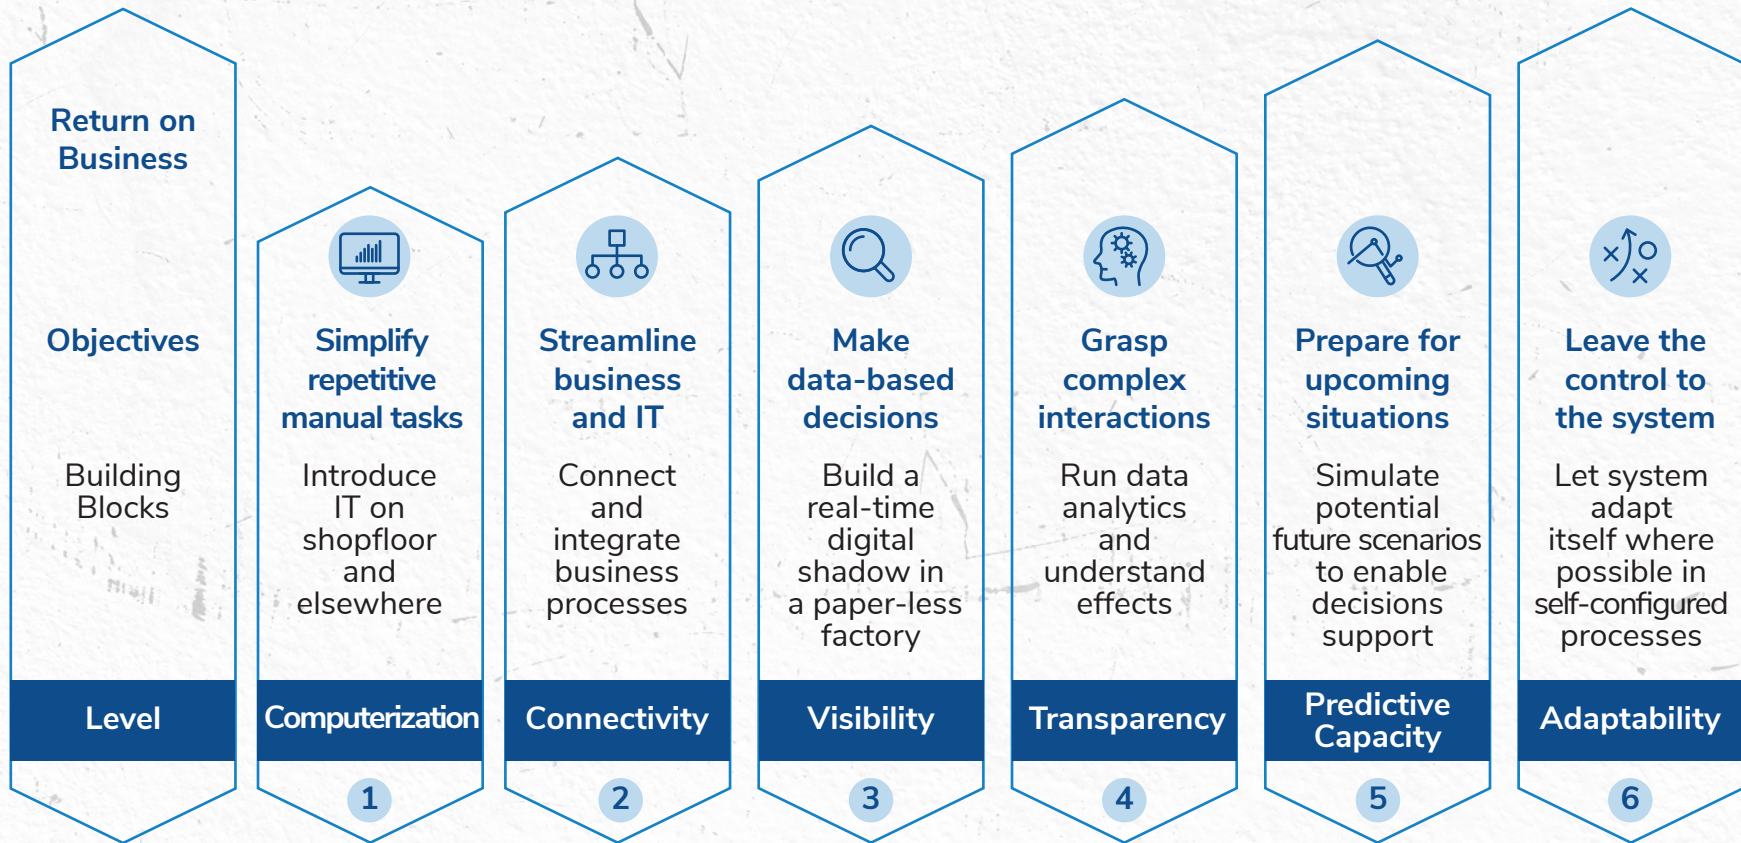 Return on
Business
Objectives
Building
Blocks
Level
Simplify
repetitive
manual tasks
Introduce
IT on
shopfloor
and
elsewhere
Computerization
1
Streamline
business
and IT
Connect
and
integrate
business
processes
Connectivity
2
Make
data-based
decisions
Build a
real-time
digital
shadow in
a paper-less
factory
Visibility
3
Grasp
complex
interactions
Run data
analytics
and
understand
effects
Transparency
4
Prepare for
upcoming
situations
Simulate
potential
future scenarios
to enable
decisions
support
Predictive
Capacity
5
Leave the
control to
the system
Let system
adapt
itself where
possible in
self-configured
processes
Adaptability
6